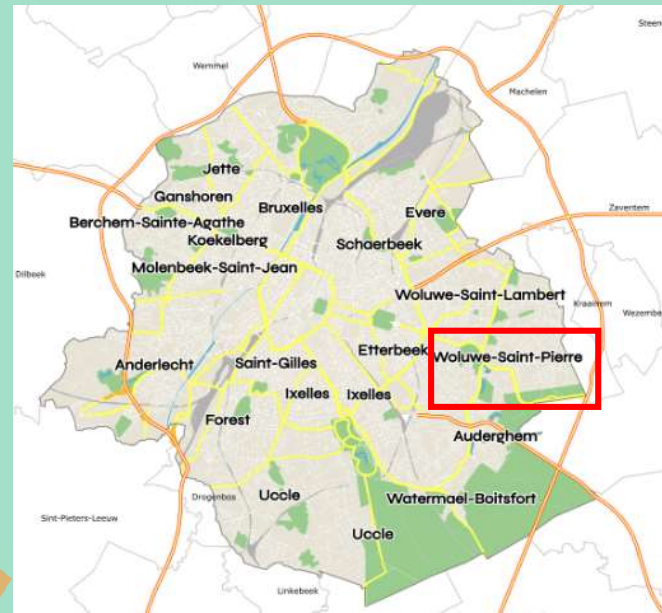 Steen
Wemmel
Machelen
Jette
Ganshoren
Bruxelles
Evere
Zaventem
Berchem-Sainte-Agathe
Koekelberg
Schaerbeek
Molenbeek-Saint-Jean
Dilbeek
Woluwe-Saint-Lambert
Kraainem
Wezembe
Etterbeek
Woluwe-Saint-Pierre
Anderlecht
Saint-Gilles
Ixelles
Ixelles
Forest
Auderghem
Drogenbos
Uccle
Watermael-Boitsfort
Sint-Pieters-Leeuw
Uccle
Linkebeek